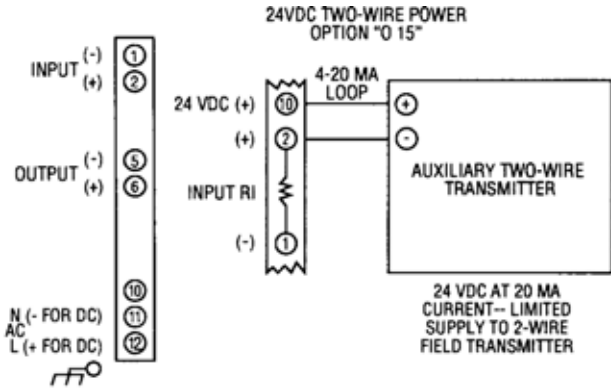 24VDC TWO-WIRE POWER
OPTION "O 15"
INPUT
(-) 1
(+) 2
OUTPUT
(-) 5
(+) 6
10
N (- FOR DC) 11
AC
L (+ FOR DC) 12
4-20 MA
LOOP
24 VDC (+) 10
(+) 2
INPUT RI
(-) 1
+
-
AUXILIARY TWO-WIRE
TRANSMITTER
24 VDC AT 20 MA
CURRENT-- LIMITED
SUPPLY TO 2-WIRE
FIELD TRANSMITTER